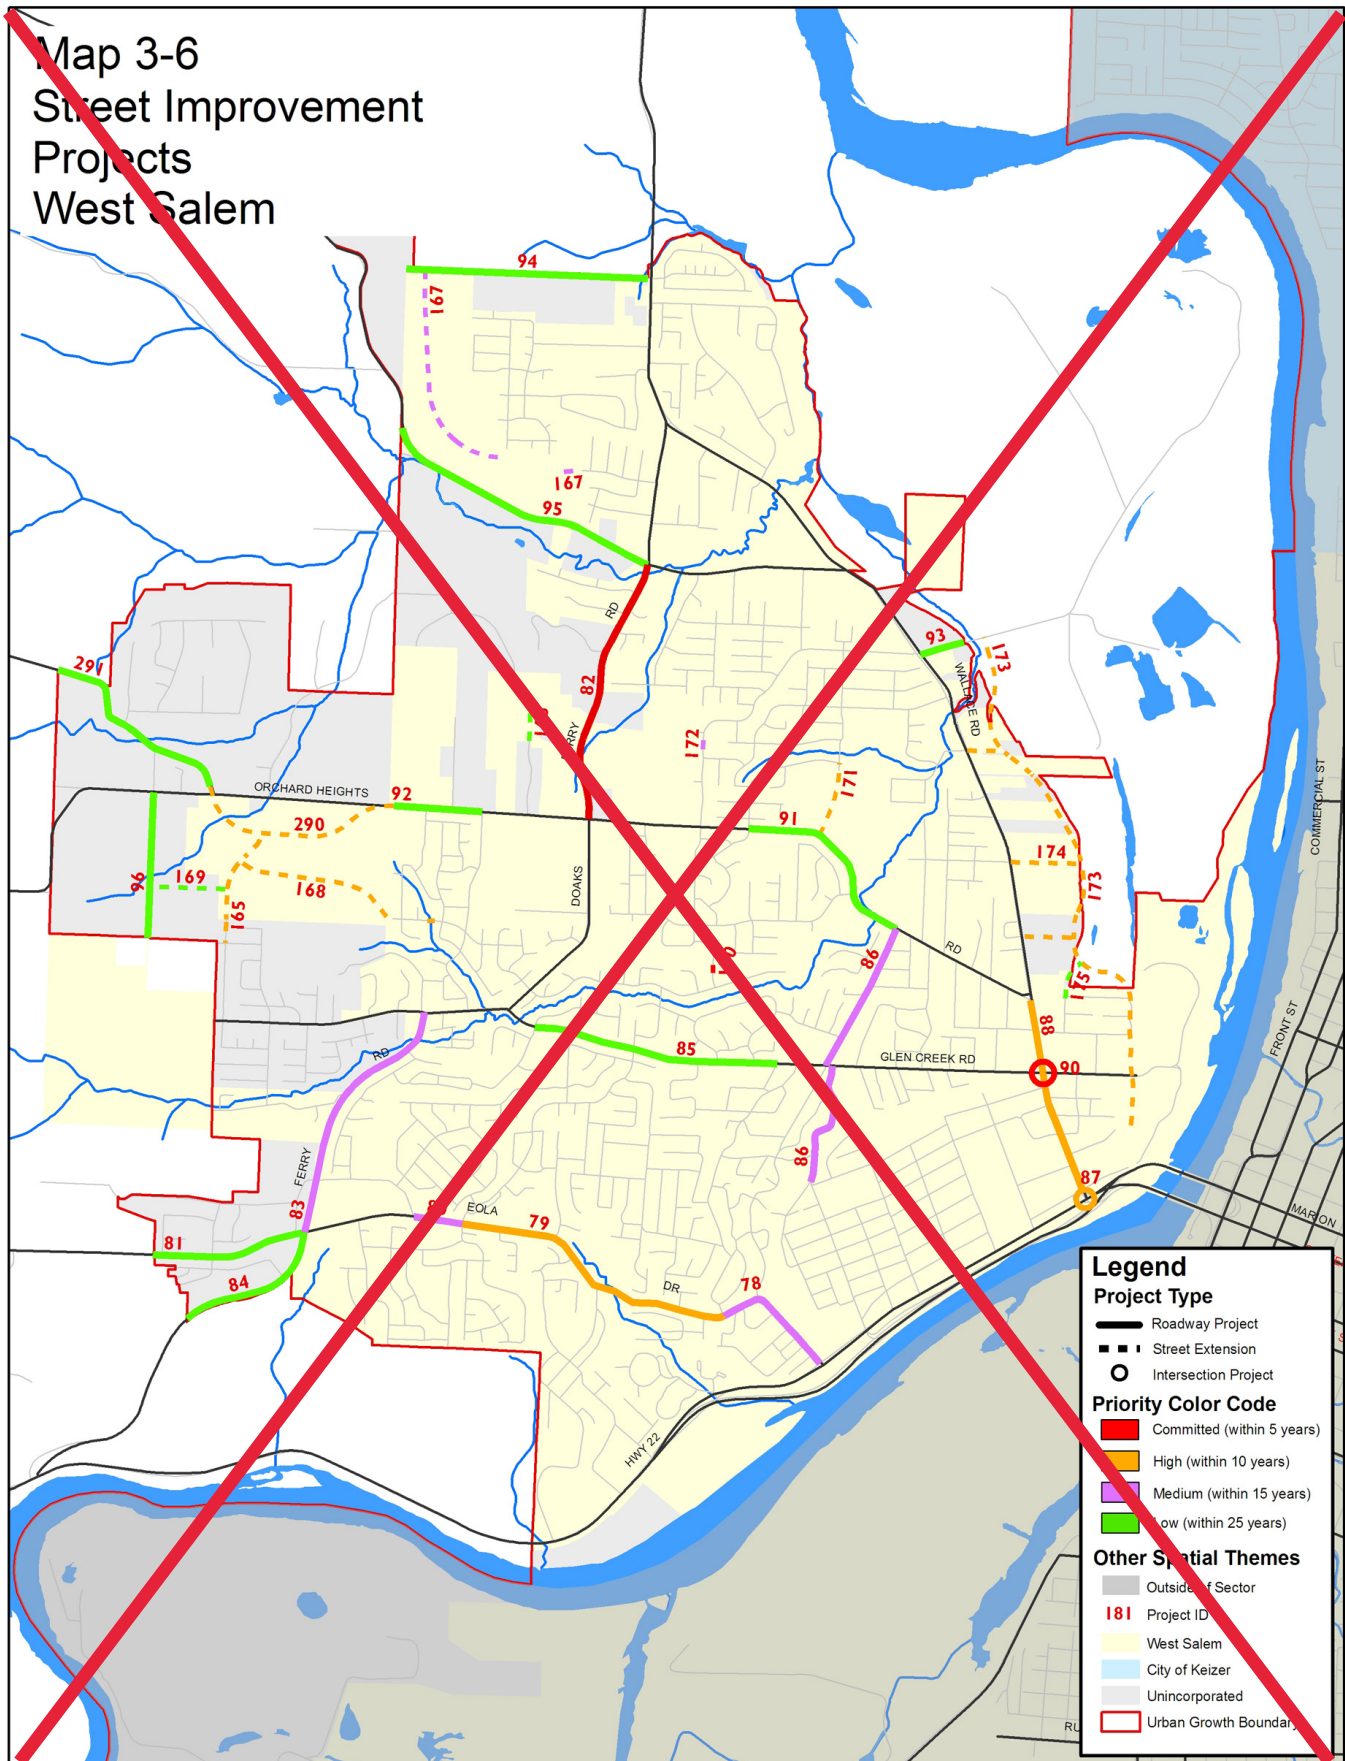 Map 3-6
Street Improvement
Projects
West Salem
94
167
167
95
RD
82
93
173
WALLACE RD
291
172
171
ORCHARD HEIGHTS
92
290
91
COMMERCIAL ST
96
169
168
165
DOAKS
174
173
RD
86
175
88
FRONT ST
RD
85
GLEN CREEK RD
90
86
FERRY
83
EOLA
79
87
MARION
81
84
DR
78
HWY 22
Legend
Project Type
Roadway Project
Street Extension
Intersection Project
Priority Color Code
Committed (within 5 years)
High (within 10 years)
Medium (within 15 years)
Low (within 25 years)
Other Spatial Themes
Outside of Sector
181 Project ID
West Salem
City of Keizer
Unincorporated
Urban Growth Boundary